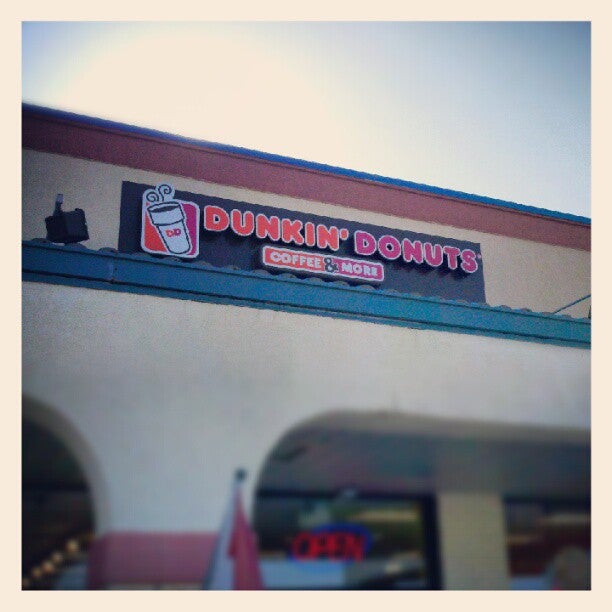 DUNKIN' DONUTS
COFFEE & MORE
DD
OPEN